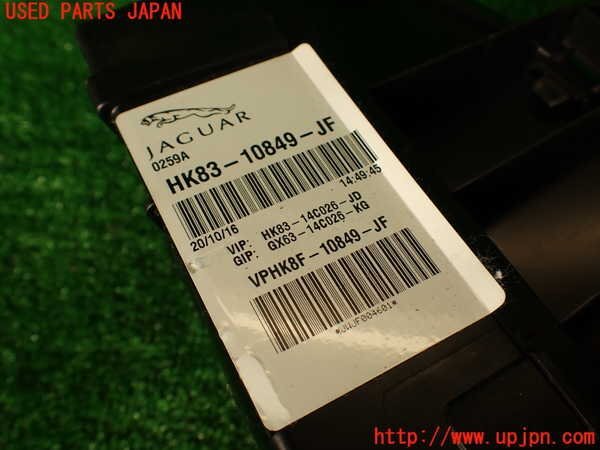 USED PARTS JAPAN
JAGUAR
0259A
HK83-10849-JF
20/10/16
14:49:45
VIP: HK83-14C026-JD
GIP: GX63-14C026-KG
VPHK8F-10849-JF
http://www.upjpn.com/